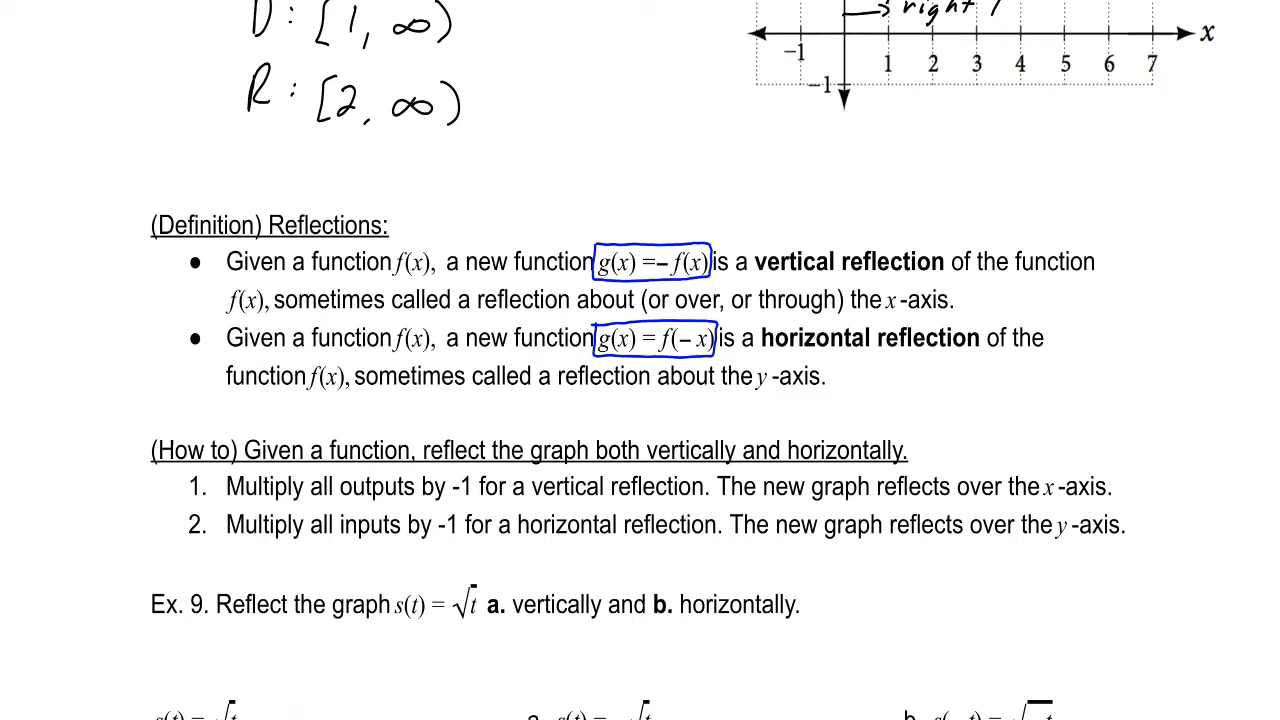 D: [1, ∞)
right 1
x
R: [2, ∞)
−1 1 2 3 4 5 6 7
−1
(Definition) Reflections:
● Given a function f(x), a new function g(x) =− f(x) is a vertical reflection of the function
f(x), sometimes called a reflection about (or over, or through) the x -axis.
● Given a function f(x), a new function g(x) = f(− x) is a horizontal reflection of the
function f(x), sometimes called a reflection about the y -axis.
(How to) Given a function, reflect the graph both vertically and horizontally.
1. Multiply all outputs by -1 for a vertical reflection. The new graph reflects over the x -axis.
2. Multiply all inputs by -1 for a horizontal reflection. The new graph reflects over the y -axis.
Ex. 9. Reflect the graph s(t) = √t a. vertically and b. horizontally.